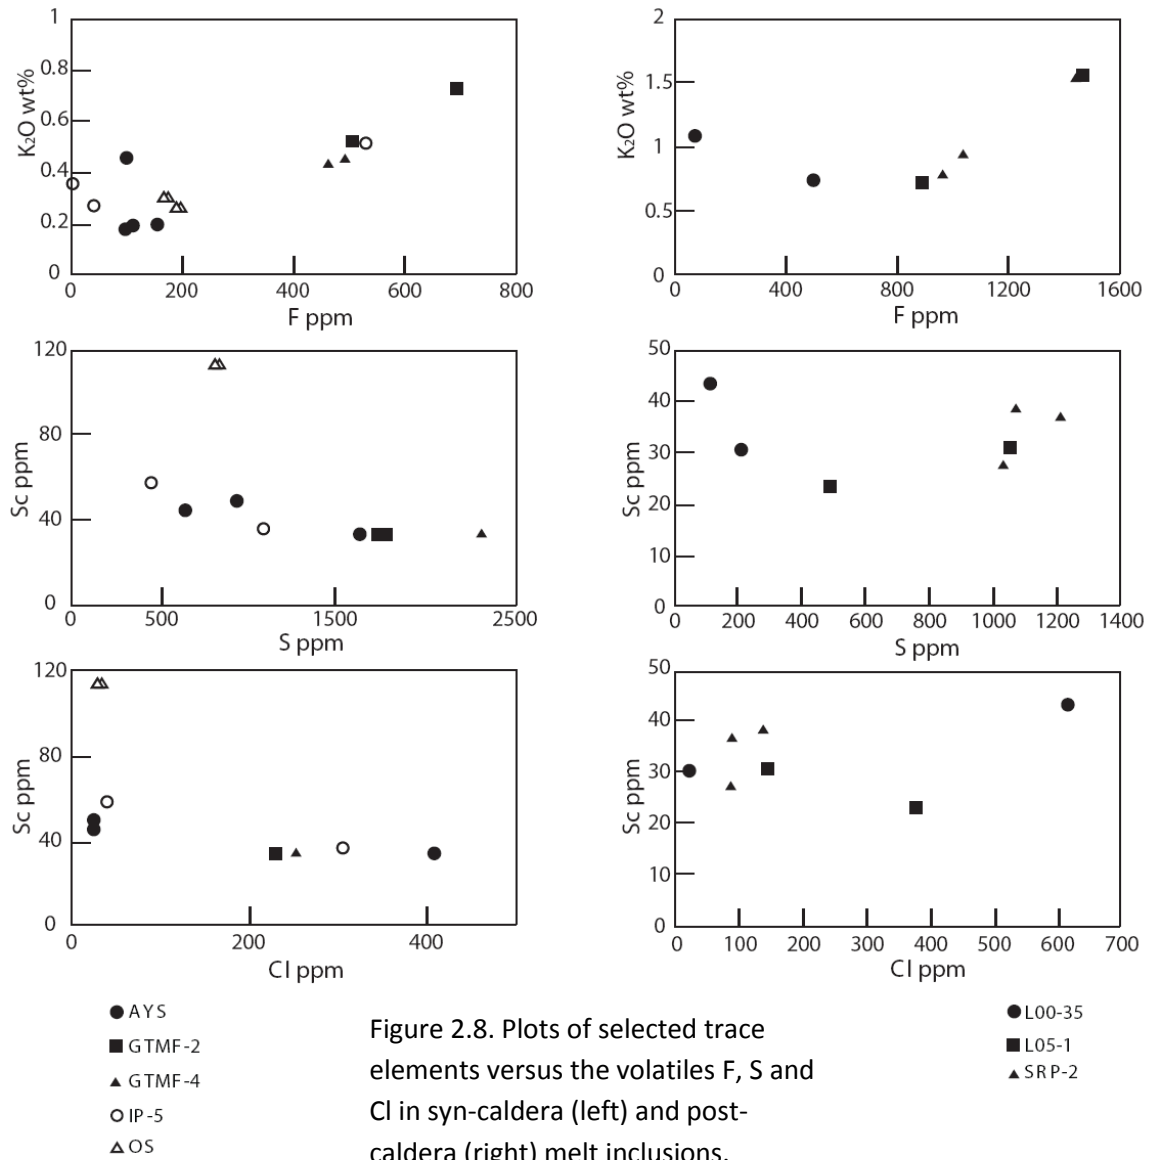 1
0.8
0.6
0.4
0.2
0
K2O wt%
0 200 400 600 800
F ppm
2
1.5
1
0.5
0
K2O wt%
0 400 800 1200 1600
F ppm
120
80
40
0
Sc ppm
500 1500 2500
S ppm
50
40
30
20
10
0
Sc ppm
0 200 400 600 800 1000 1200 1400
S ppm
120
80
40
0
Sc ppm
0 200 400
Cl ppm
50
40
30
20
10
0
Sc ppm
0 100 200 300 400 500 600 700
Cl ppm
AYS
GTMF-2
GTMF-4
IP-5
OS
Figure 2.8. Plots of selected trace
elements versus the volatiles F, S and
Cl in syn-caldera (left) and post-
caldera (right) melt inclusions.
L00-35
L05-1
SRP-2